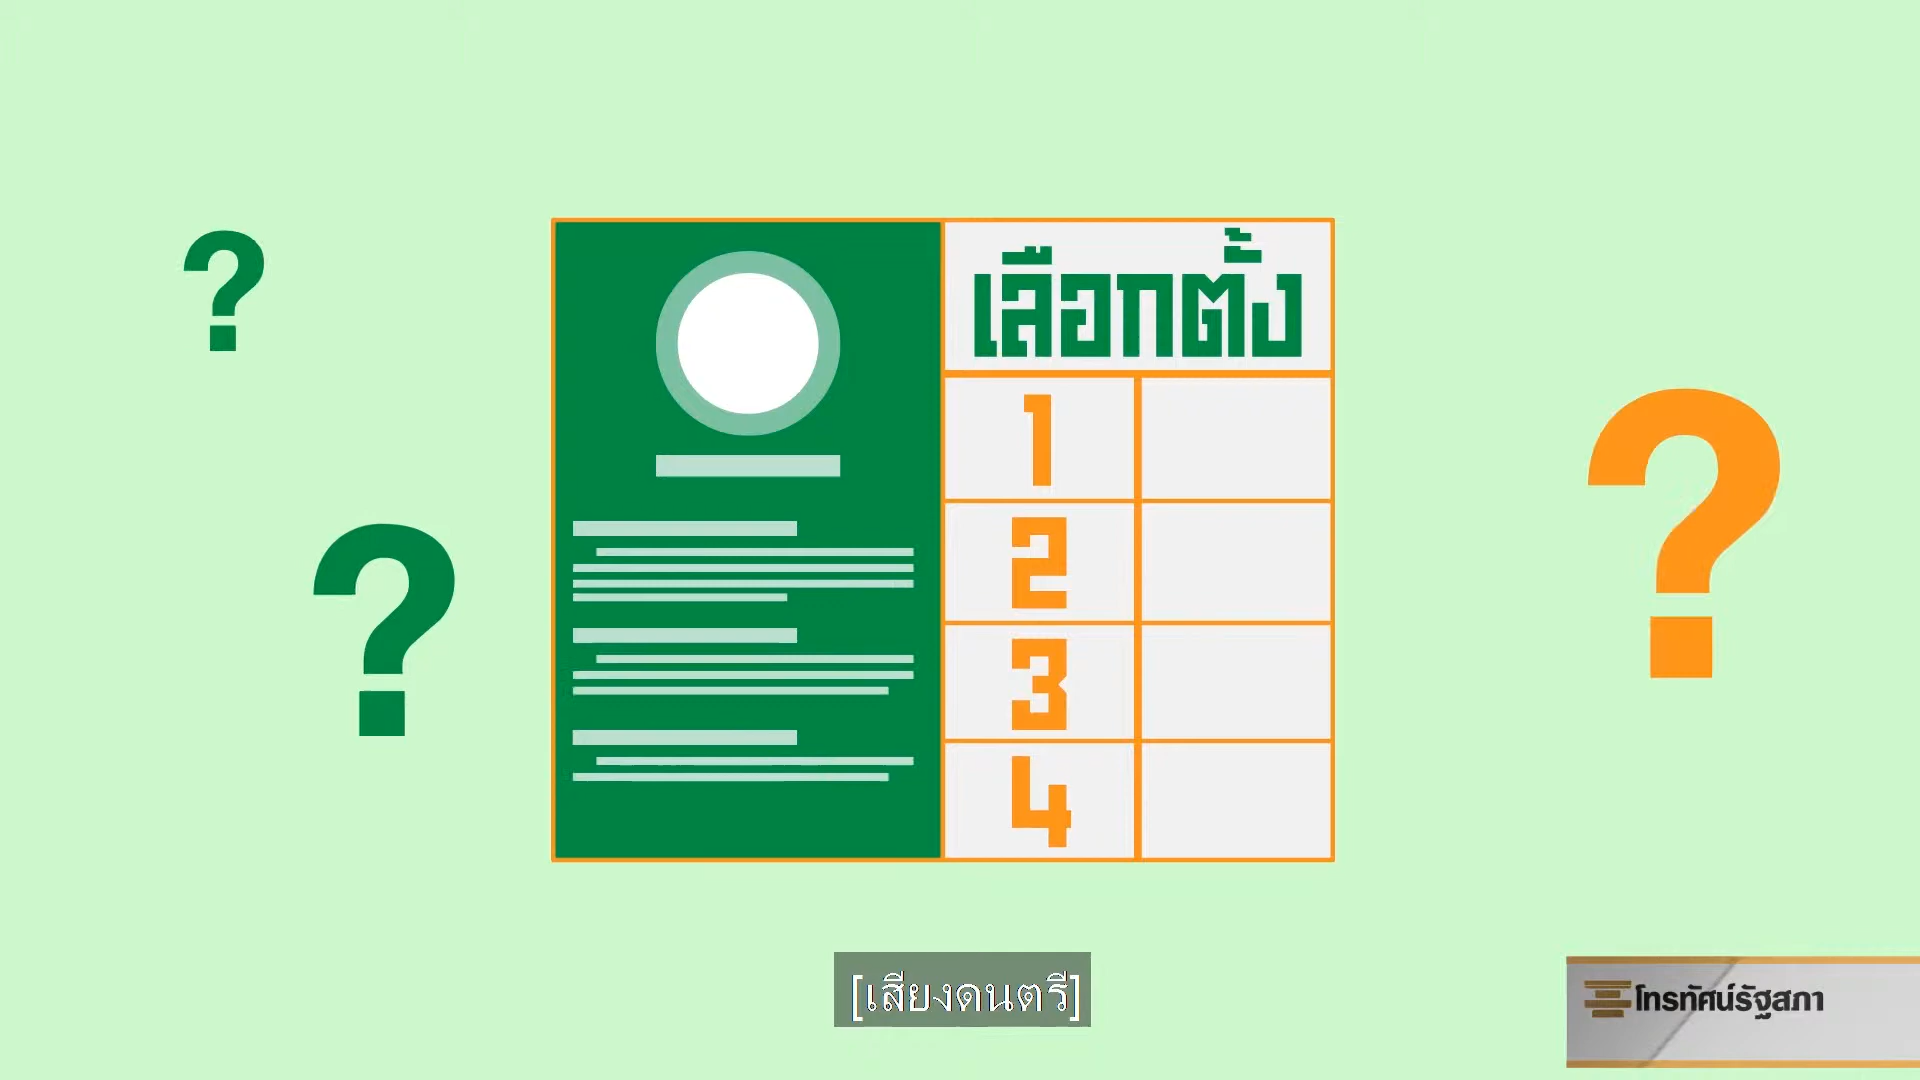 ?
?
?
เลือกตั้ง
1
2
3
4
[เสียงดนตรี]
โทรทัศน์รัฐสภา